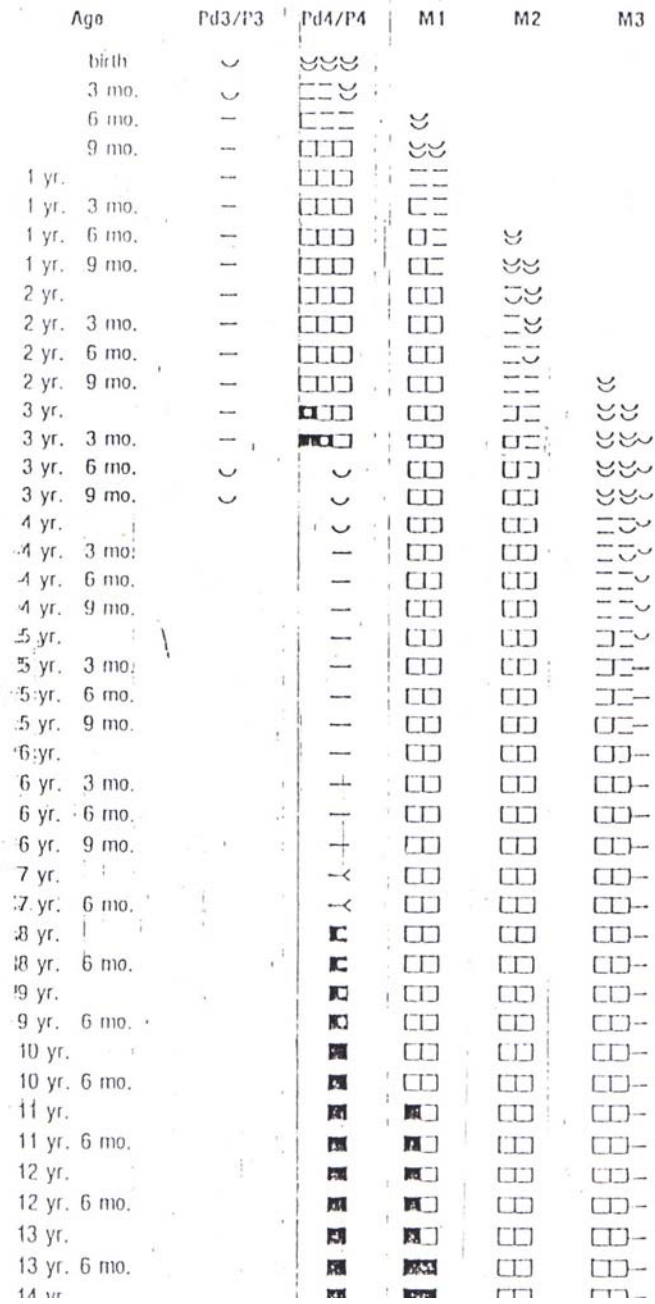 Age Pd3/P3 Pd4/P4 M1 M2 M3
birth
3 mo.
6 mo.
9 mo.
1 yr.
1 yr. 3 mo.
1 yr. 6 mo.
1 yr. 9 mo.
2 yr.
2 yr. 3 mo.
2 yr. 6 mo.
2 yr. 9 mo.
3 yr.
3 yr. 3 mo.
3 yr. 6 mo.
3 yr. 9 mo.
4 yr.
4 yr. 3 mo.
4 yr. 6 mo.
4 yr. 9 mo.
5 yr.
5 yr. 3 mo.
5 yr. 6 mo.
5 yr. 9 mo.
6 yr.
6 yr. 3 mo.
6 yr. 6 mo.
6 yr. 9 mo.
7 yr.
7 yr. 6 mo.
8 yr.
8 yr. 6 mo.
9 yr.
9 yr. 6 mo.
10 yr.
10 yr. 6 mo.
11 yr.
11 yr. 6 mo.
12 yr.
12 yr. 6 mo.
13 yr.
13 yr. 6 mo.
14 yr.